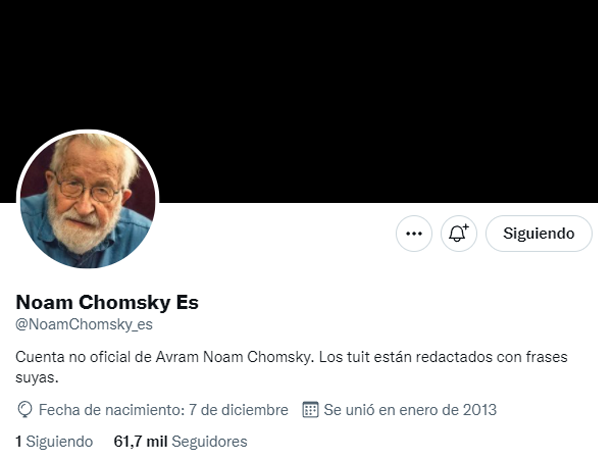 Siguiendo
Noam Chomsky Es
@NoamChomsky_es
Cuenta no oficial de Avram Noam Chomsky. Los tuit están redactados con frases
suyas.
Fecha de nacimiento: 7 de diciembre Se unió en enero de 2013
1 Siguiendo 61,7 mil Seguidores